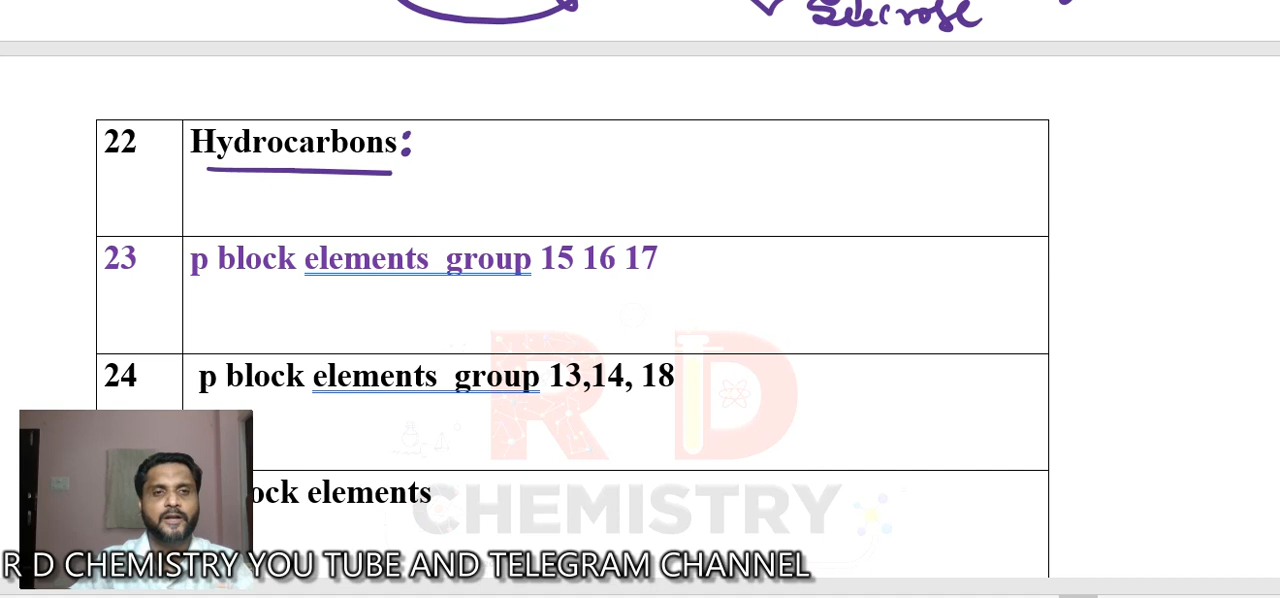 Sucrose
22 Hydrocarbons:
23 p block elements group 15 16 17
24 p block elements group 13,14, 18
R D
ock elements
CHEMISTRY
R D CHEMISTRY YOU TUBE AND TELEGRAM CHANNEL